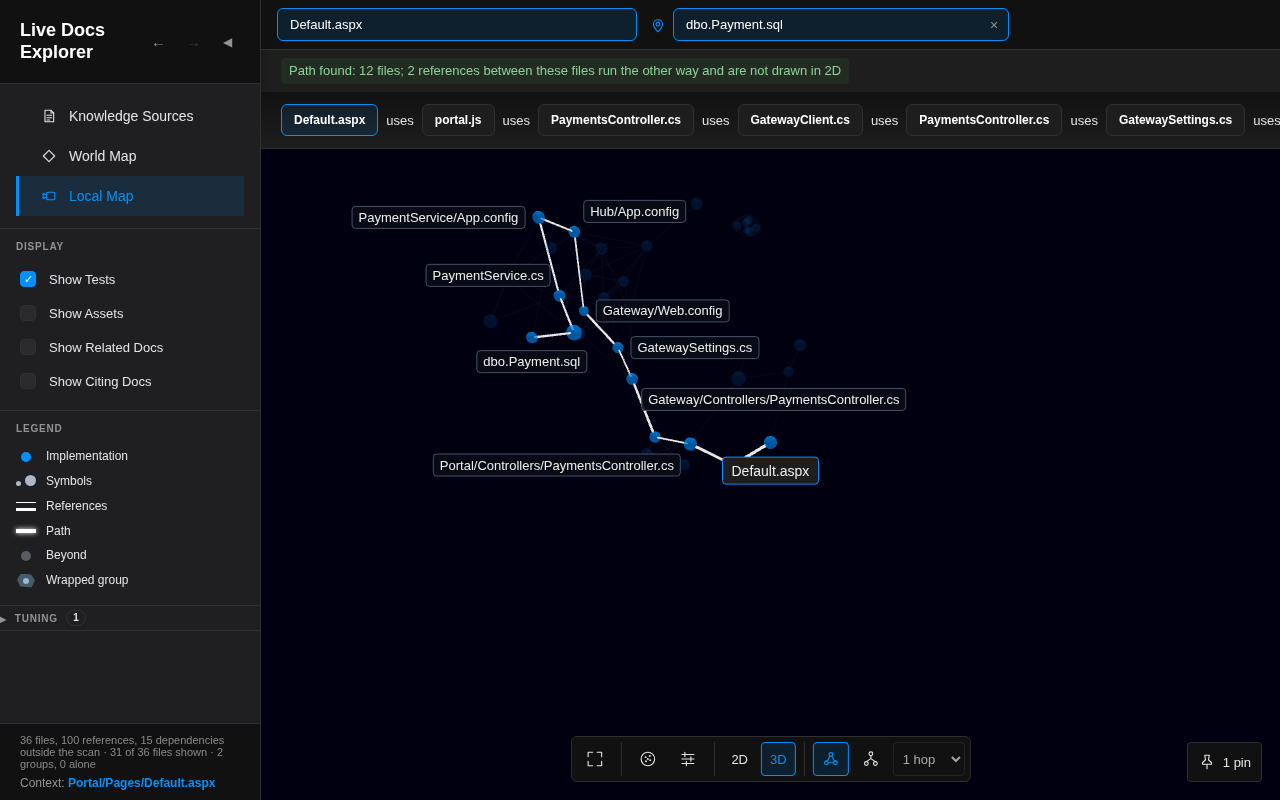 Live Docs
Explorer
Default.aspx
dbo.Payment.sql
Path found: 12 files; 2 references between these files run the other way and are not drawn in 2D
Default.aspx uses portal.js uses PaymentsController.cs uses GatewayClient.cs uses PaymentsController.cs uses GatewaySettings.cs uses
Knowledge Sources
World Map
Local Map
DISPLAY
Show Tests
Show Assets
Show Related Docs
Show Citing Docs
LEGEND
Implementation
Symbols
References
Path
Beyond
Wrapped group
TUNING 1
36 files, 100 references, 15 dependencies
outside the scan · 31 of 36 files shown · 2
groups, 0 alone
Context: Portal/Pages/Default.aspx
PaymentService/App.config
Hub/App.config
PaymentService.cs
Gateway/Web.config
GatewaySettings.cs
dbo.Payment.sql
Gateway/Controllers/PaymentsController.cs
Portal/Controllers/PaymentsController.cs
Default.aspx
2D 3D 1 hop
1 pin